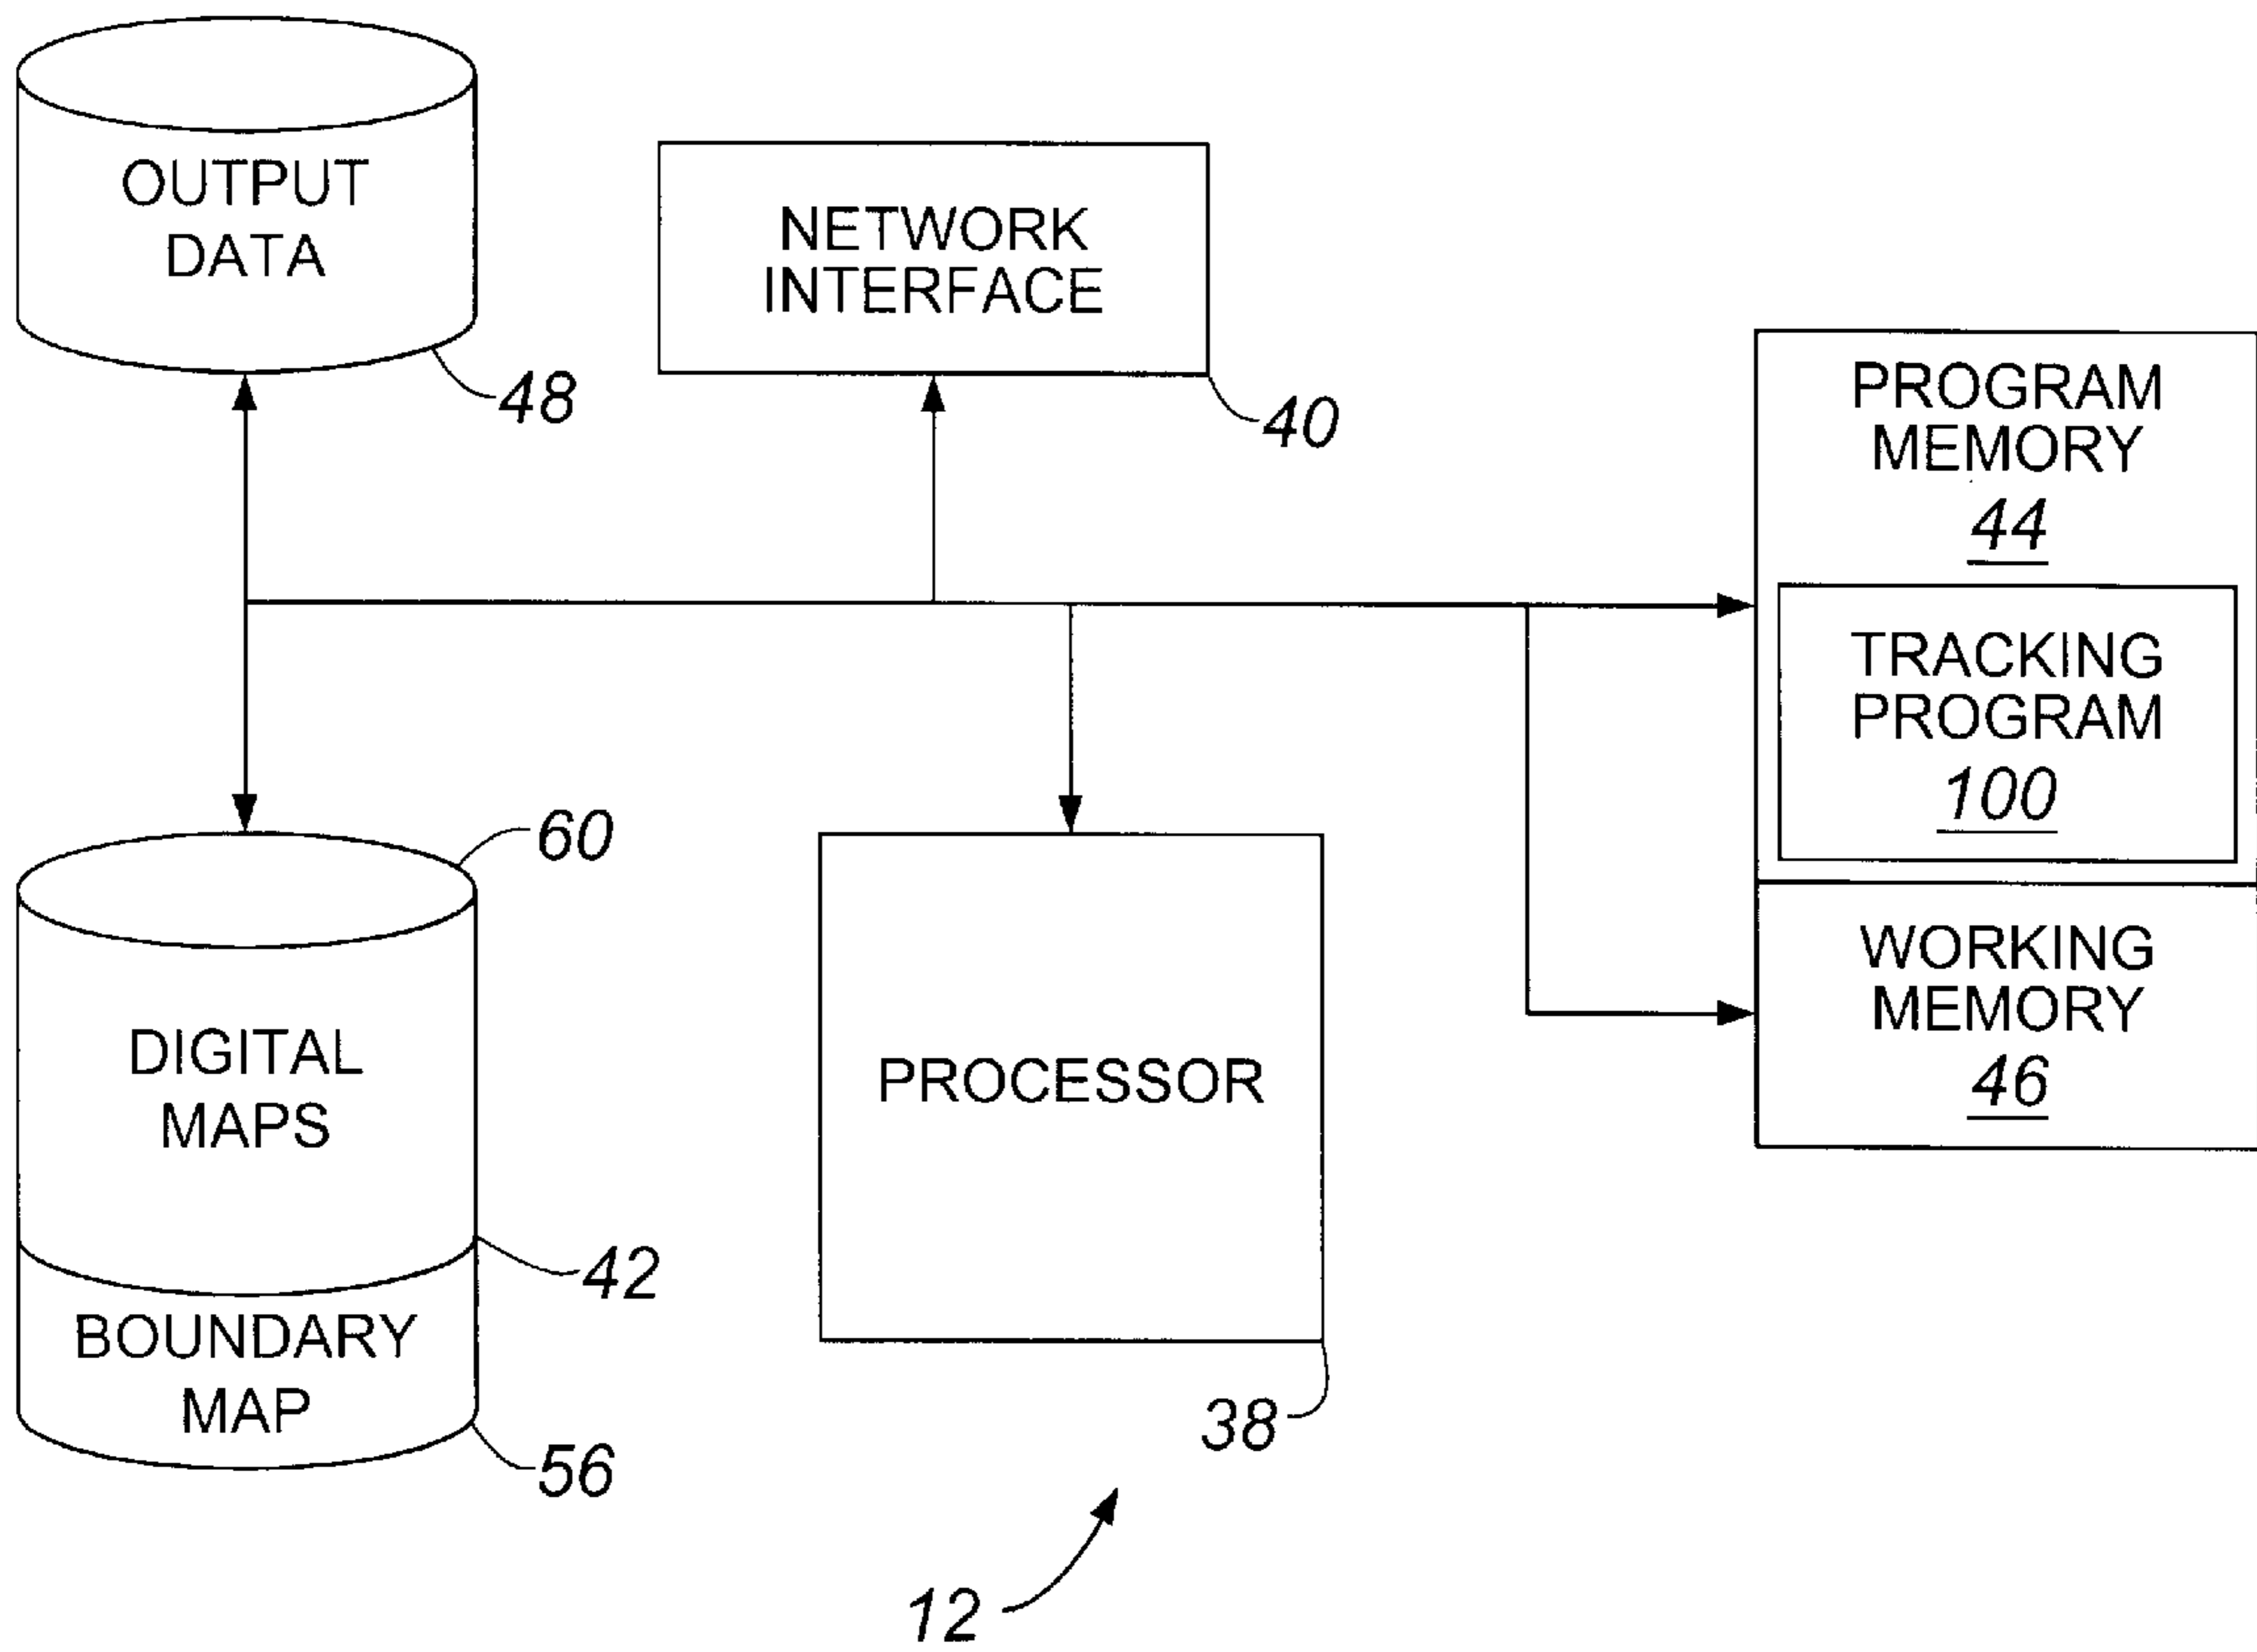 OUTPUT
DATA
48
NETWORK
INTERFACE
40
PROGRAM
MEMORY
44
TRACKING
PROGRAM
100
WORKING
MEMORY
46
60
DIGITAL
MAPS
42
BOUNDARY
MAP
56
PROCESSOR
38
12